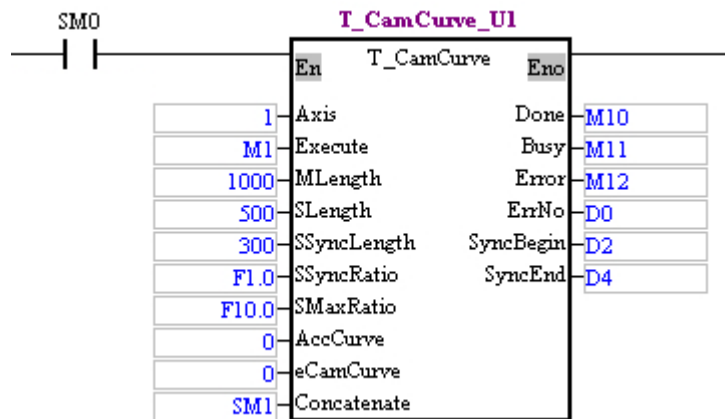 SM0
T_CamCurve_U1
En T_CamCurve Eno
1 Axis Done M10
M1 Execute Busy M11
1000 MLength Error M12
500 SLength ErrNo D0
300 SSyncLength SyncBegin D2
F1.0 SSyncRatio SyncEnd D4
F10.0 SMaxRatio
0 AccCurve
0 eCamCurve
SM1 Concatenate